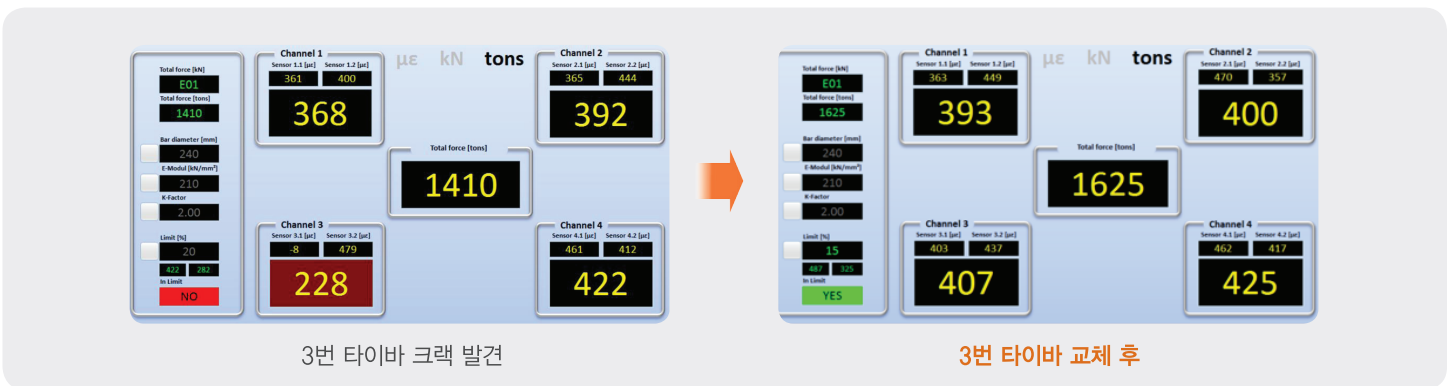 Total force [kN]
E01
Total force [tons]
1410
Bar diameter [mm]
240
E-Modul [kN/mm²]
210
K-Factor
2.00
Limit [%]
20
422 282
In Limit
NO
Channel 1
Sensor 1.1 [µε] Sensor 1.2 [µε]
361 400
368
µε kN tons
Channel 2
Sensor 2.1 [µε] Sensor 2.2 [µε]
365 444
392
Total force [tons]
1410
Channel 3
Sensor 3.1 [µε] Sensor 3.2 [µε]
-8 479
228
Channel 4
Sensor 4.1 [µε] Sensor 4.2 [µε]
461 412
422
3번 타이바 크랙 발견
Total force [kN]
E01
Total force [tons]
1625
Bar diameter [mm]
240
E-Modul [kN/mm²]
210
K-Factor
2.00
Limit [%]
15
487 325
In Limit
YES
Channel 1
Sensor 1.1 [µε] Sensor 1.2 [µε]
363 449
393
µε kN tons
Channel 2
Sensor 2.1 [µε] Sensor 2.2 [µε]
470 357
400
Total force [tons]
1625
Channel 3
Sensor 3.1 [µε] Sensor 3.2 [µε]
403 437
407
Channel 4
Sensor 4.1 [µε] Sensor 4.2 [µε]
462 417
425
3번 타이바 교체 후